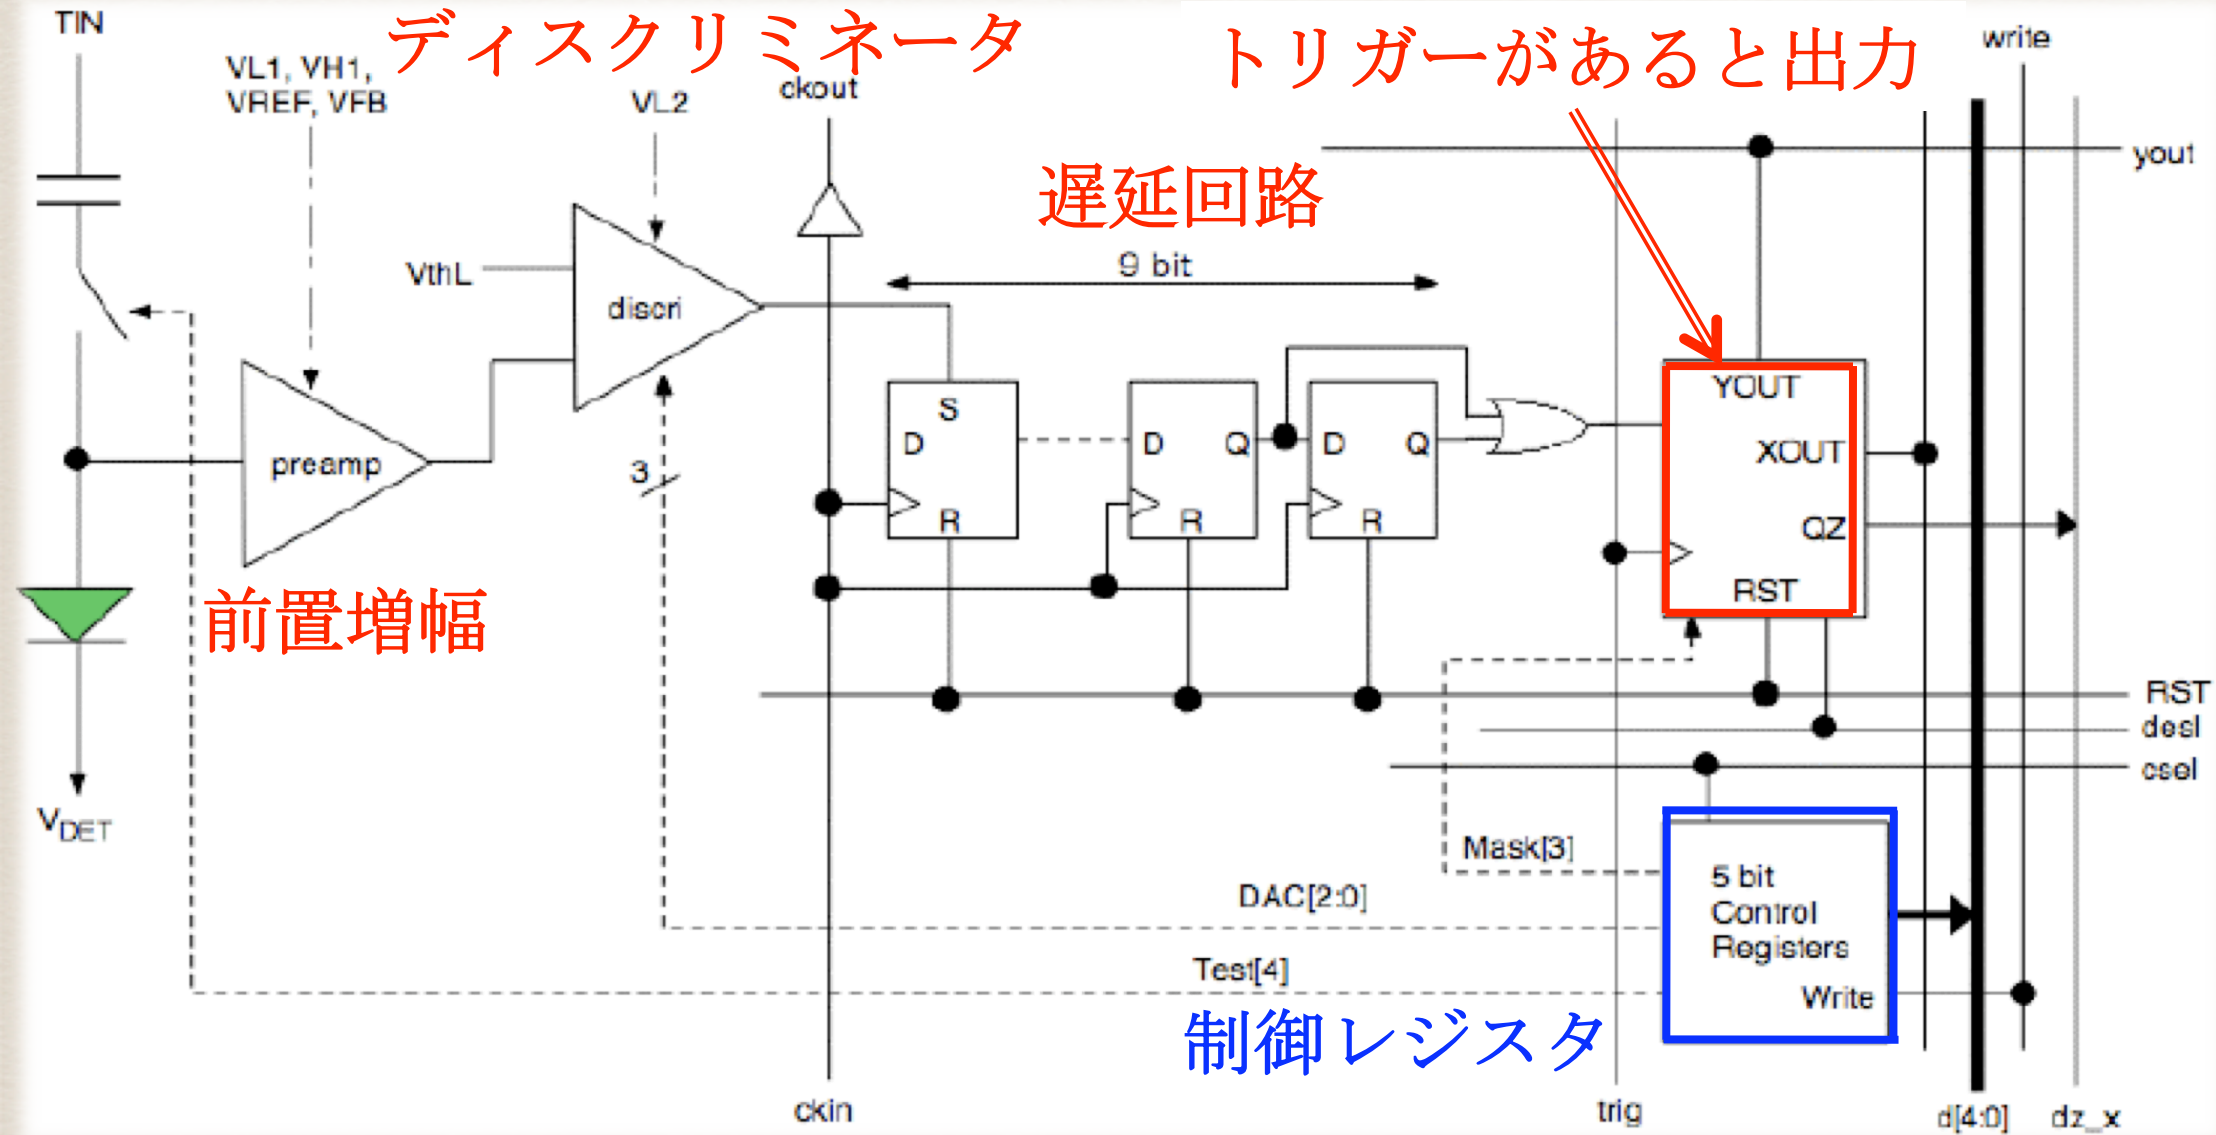 TIN
ディスクリミネータ
トリガーがあると出力
write
VL1, VH1,
VREF, VFB
VL2
ckout
yout
遅延回路
9 bit
VthL
discri
YOUT
S
D
D
Q
D
Q
XOUT
preamp
3
R
R
R
QZ
RST
前置増幅
RST
desl
csel
VDET
Mask[3]
5 bit
DAC[2:0]
Control
Registers
Test[4]
Write
制御レジスタ
ckin
trig
d[4:0]
dz_x